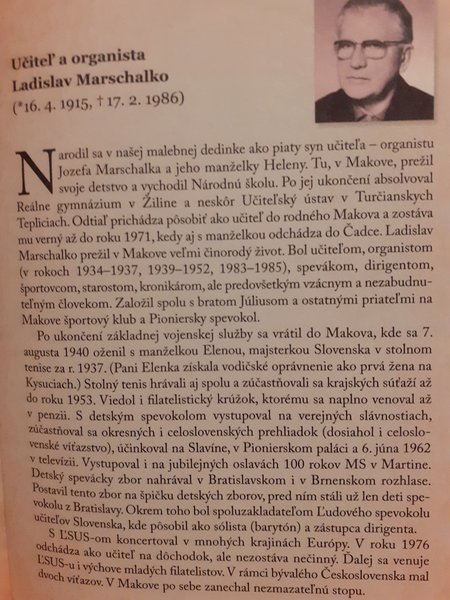 Učiteľ a organista
Ladislav Marschalko
(*16. 4. 1915, † 17. 2. 1986)
Narodil sa v našej malebnej dedinke ako piaty syn učiteľa – organistu
Jozefa Marschalka a jeho manželky Heleny. Tu, v Makove, prežil
svoje detstvo a vychodil Národnú školu. Po jej ukončení absolvoval
Reálne gymnázium v Žiline a neskôr Učiteľský ústav v Turčianskych
Tepliciach. Odtiaľ prichádza pôsobiť ako učiteľ do rodného Makova a zostáva
mu verný až do roku 1971, kedy aj s manželkou odchádza do Čadce. Ladislav
Marschalko prežil v Makove veľmi činorodý život. Bol učiteľom, organistom
(v rokoch 1934–1937, 1939–1952, 1983–1985), spevákom, dirigentom,
športovcom, starostom, kronikárom, ale predovšetkým vzácnym a nezabudnu-
teľným človekom. Založil spolu s bratom Júliusom a ostatnými priateľmi na
Makove športový klub a Pioniersky spevokol.
Po ukončení základnej vojenskej služby sa vrátil do Makova, kde sa 7.
augusta 1940 oženil s manželkou Elenou, majsterkou Slovenska v stolnom
tenise za r. 1937. (Pani Elenka získala vodičské oprávnenie ako prvá žena na
Kysuciach.) Stolný tenis hrávali aj spolu a zúčastňovali sa krajských súťaží až
do roku 1953. Viedol i filatelistický krúžok, ktorému sa naplno venoval až
v penzii. S detským spevokolom vystupoval na verejných slávnostiach,
zúčastňoval sa okresných i celoslovenských prehliadok (dosiahol i celoslo-
venské víťazstvo), účinkoval na Slavíne, v Pionierskom paláci a 6. júna 1962
v televízii. Vystupoval i na jubilejných oslavách 100 rokov MS v Martine.
Detský spevácky zbor nahrával v Bratislavskom i v Brnenskom rozhlase.
Postavil tento zbor na špičku detských zborov, pred ním stáli už len deti spe-
vokolu z Bratislavy. Okrem toho bol spoluzakladateľom Ľudového spevokolu
učiteľov Slovenska, kde pôsobil ako sólista (barytón) a zástupca dirigenta.
S ĽSUS-om koncertoval v mnohých krajinách Európy. V roku 1976
odchádza ako učiteľ na dôchodok, ale nezostáva nečinný. Ďalej sa venuje
ĽSUS-u i výchove mladých filatelistov. V rámci bývalého Československa mal
dvoch víťazov. V Makove po sebe zanechal nezmazateľnú stopu.